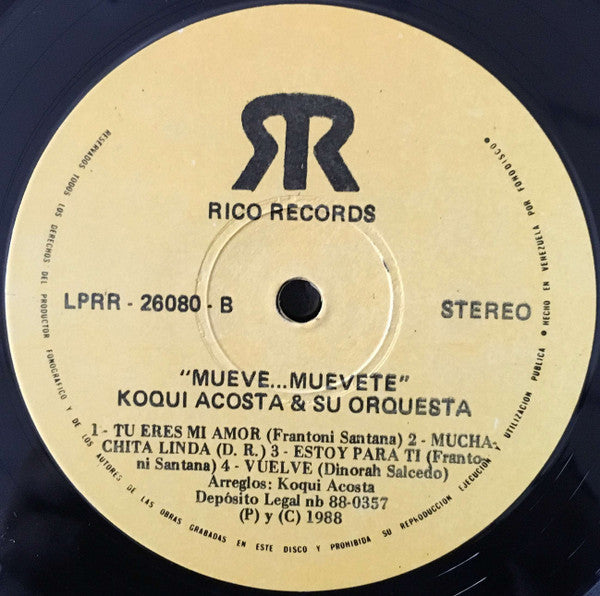 RR
RICO RECORDS
LPRR - 26080 - B
STEREO
"MUEVE...MUEVETE"
KOQUI ACOSTA & SU ORQUESTA
1 - TU ERES MI AMOR (Frantoni Santana) 2 - MUCHA-
CHITA LINDA (D. R.) 3 - ESTOY PARA TI (Franto-
ni Santana) 4 - VUELVE (Dinorah Salcedo)
Arreglos: Koqui Acosta
Depósito Legal nb 88-0357
(P) y (C) 1988
RESERVADOS TODOS LOS DERECHOS DEL PRODUCTOR FONOGRAFICO Y DE LOS AUTORES DE LAS OBRAS GRABADAS EN ESTE DISCO Y PROHIBIDA SU REPRODUCCION EJECUCION Y UTILIZACION PUBLICA • HECHO EN VENEZUELA POR FONODISCO •